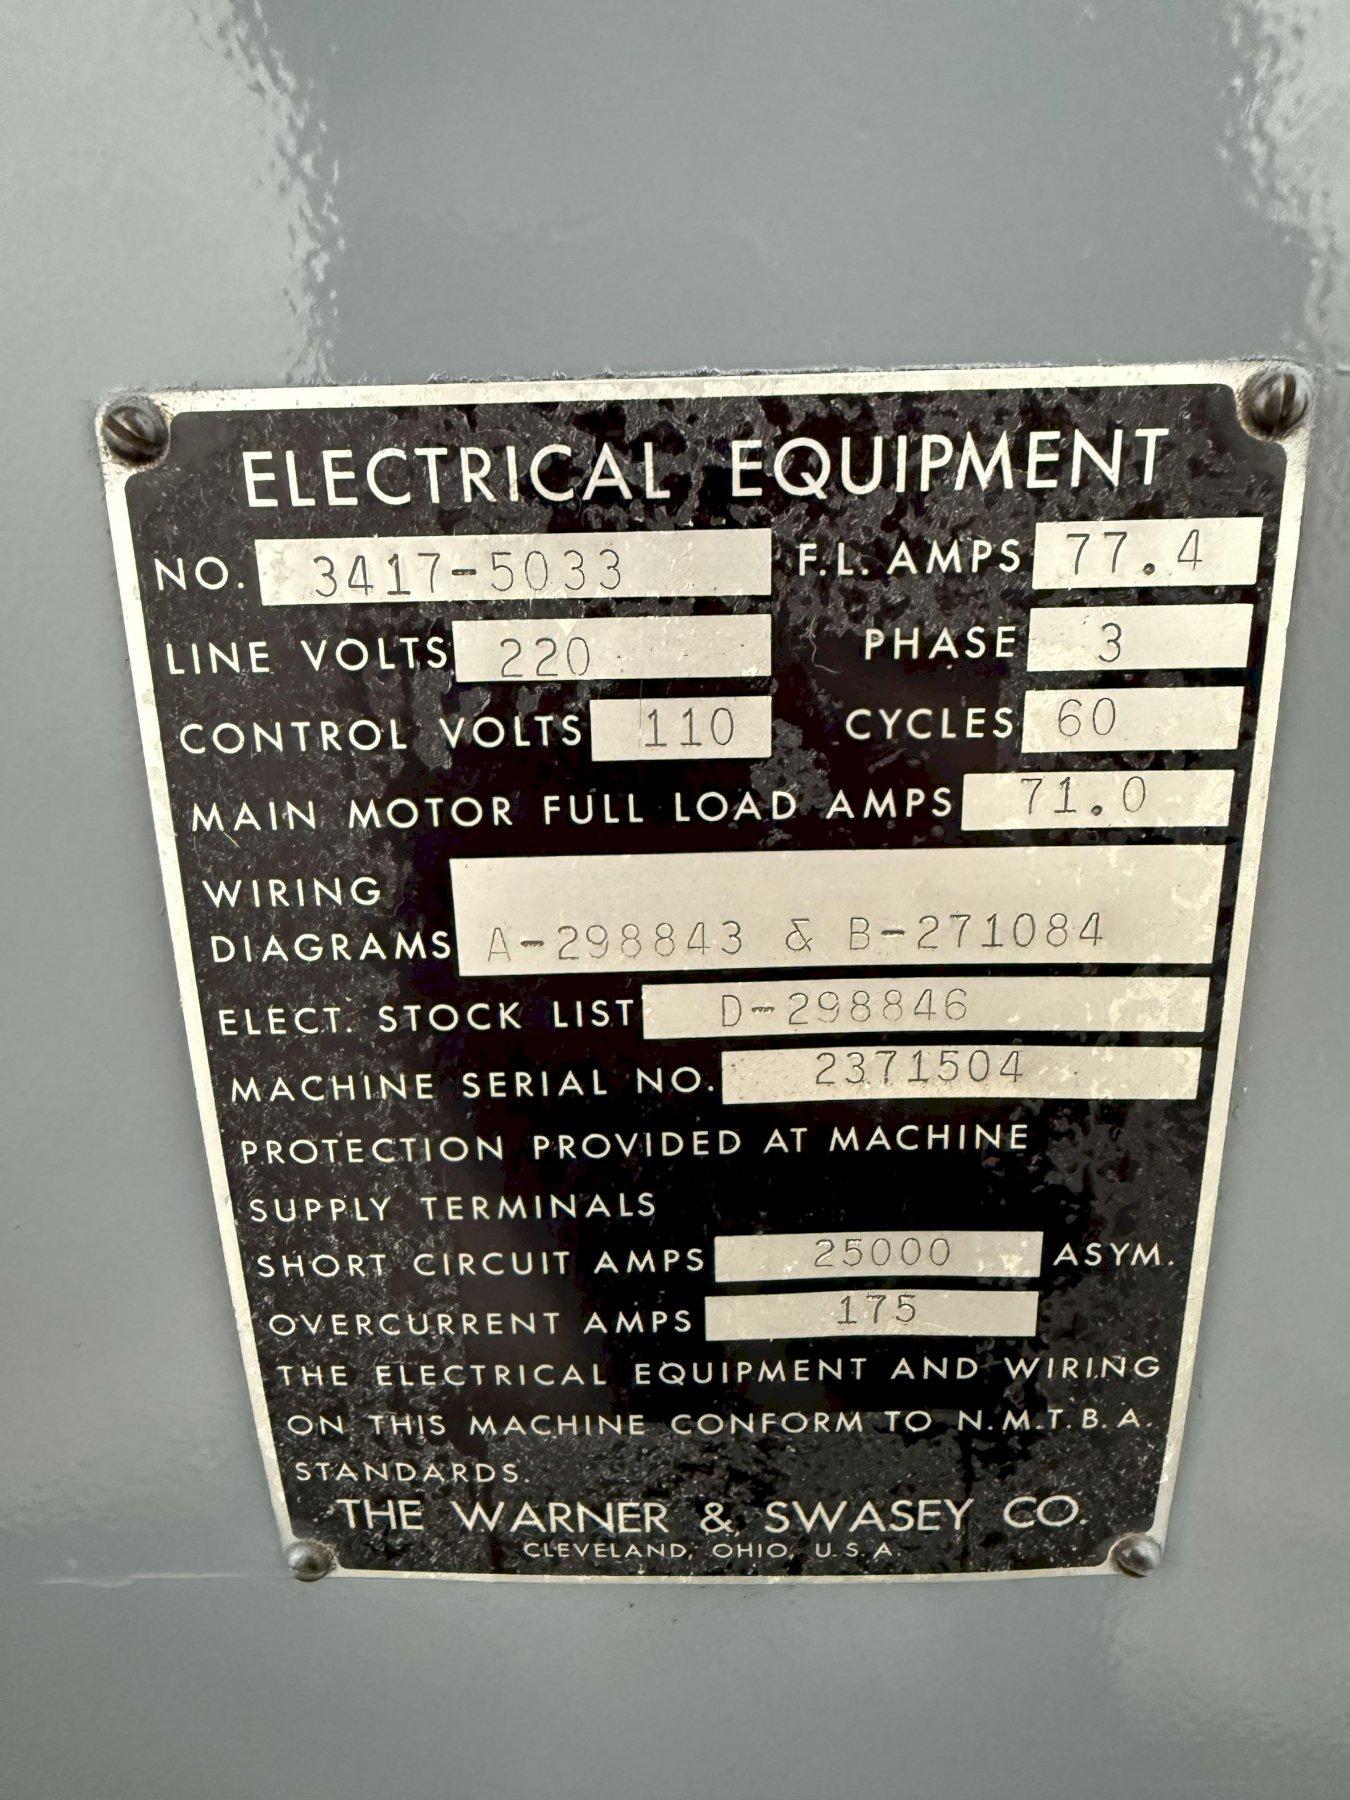 ELECTRICAL EQUIPMENT
NO. 3417-5033 F.L. AMPS 77.4
LINE VOLTS 220 PHASE 3
CONTROL VOLTS 110 CYCLES 60
MAIN MOTOR FULL LOAD AMPS 71.0
WIRING
DIAGRAMS A-298843 & B-271084
ELECT. STOCK LIST D-298846
MACHINE SERIAL NO. 2371504
PROTECTION PROVIDED AT MACHINE
SUPPLY TERMINALS
SHORT CIRCUIT AMPS 25000 ASYM.
OVERCURRENT AMPS 175
THE ELECTRICAL EQUIPMENT AND WIRING
ON THIS MACHINE CONFORM TO N.M.T.B.A.
STANDARDS.
THE WARNER & SWASEY CO.
CLEVELAND, OHIO, U.S.A.